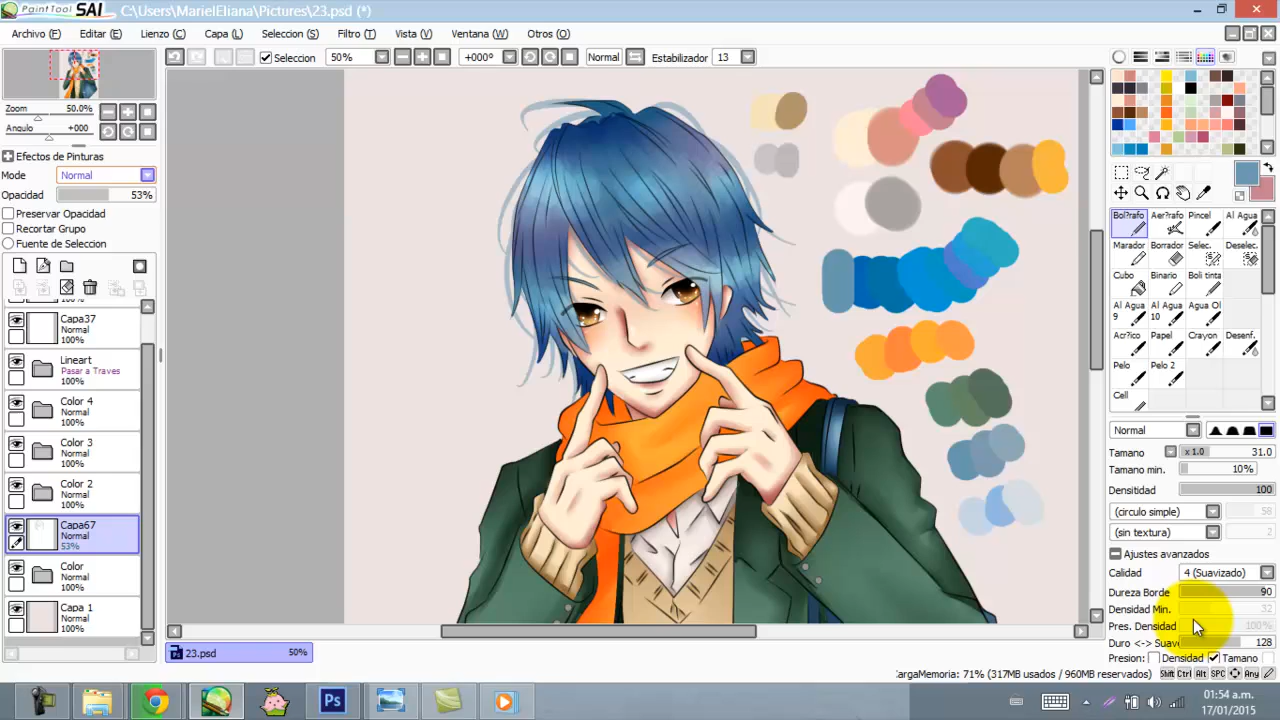 PaintTool SAI C:\Users\MarielEliana\Pictures\23.psd (*)
Archivo (F) Editar (E) Lienzo (C) Capa (L) Seleccion (S) Filtro (T) Vista (V) Ventana (W) Otros (O)
Seleccion 50% +000° Normal Estabilizador 13
Zoom 50.0%
Angulo +000
Efectos de Pinturas
Mode Normal
Opacidad 53%
Preservar Opacidad
Recortar Grupo
Fuente de Seleccion
100%
Capa37
Normal
100%
Lineart
Pasar a Traves
100%
Color 4
Normal
100%
Color 3
Normal
100%
Color 2
Normal
100%
Capa67
Normal
53%
Color
Normal
100%
Capa 1
Normal
100%
Bol?rafo Aer?rafo Pincel Al Agua
Marador Borrador Selec. Deselec.
Cubo Binario Boli tinta
Al Agua 9 Al Agua 10 Agua Ol
Acr?ico Papel Crayon Desenf.
Pelo Pelo 2
Cell
Normal
Tamano x 1.0 31.0
Tamano min. 10%
Densitidad 100
(circulo simple) 58
(sin textura) 2
Ajustes avanzados
Calidad 4 (Suavizado)
Dureza Borde 90
Densidad Min. 32
Pres. Densidad 100%
Duro <-> Suave 128
Presion: Densidad Tamano
23.psd 50%
CargaMemoria: 71% (317MB usados / 960MB reservados) Shift Ctrl Alt SPC Any
Ps
01:54 a.m.
17/01/2015